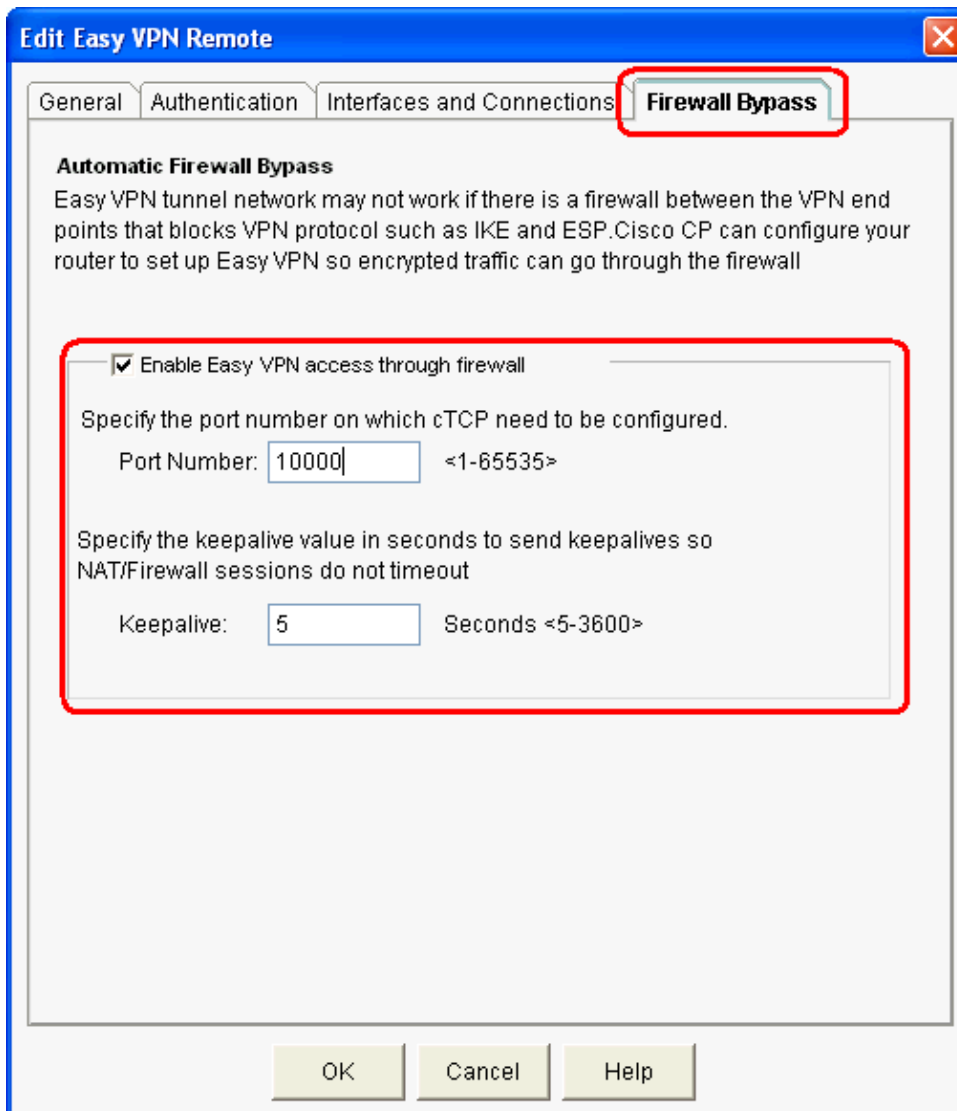 Edit Easy VPN Remote
General Authentication Interfaces and Connections Firewall Bypass
Automatic Firewall Bypass
Easy VPN tunnel network may not work if there is a firewall between the VPN end
points that blocks VPN protocol such as IKE and ESP.Cisco CP can configure your
router to set up Easy VPN so encrypted traffic can go through the firewall
Enable Easy VPN access through firewall
Specify the port number on which cTCP need to be configured.
Port Number: 10000 <1-65535>
Specify the keepalive value in seconds to send keepalives so
NAT/Firewall sessions do not timeout
Keepalive: 5 Seconds <5-3600>
OK Cancel Help